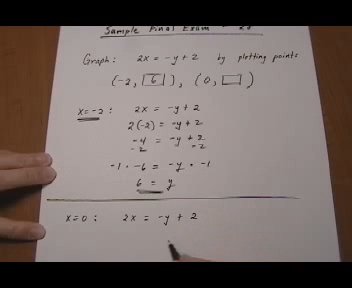 Sample Final Exam
Graph: 2x = -y + 2 by plotting points
(-2, 6), (0, )
x=-2: 2x = -y + 2
2(-2) = -y + 2
-4 = -y + 2
-2 -2
-1 · -6 = -y · -1
6 = y
x=0: 2x = -y + 2